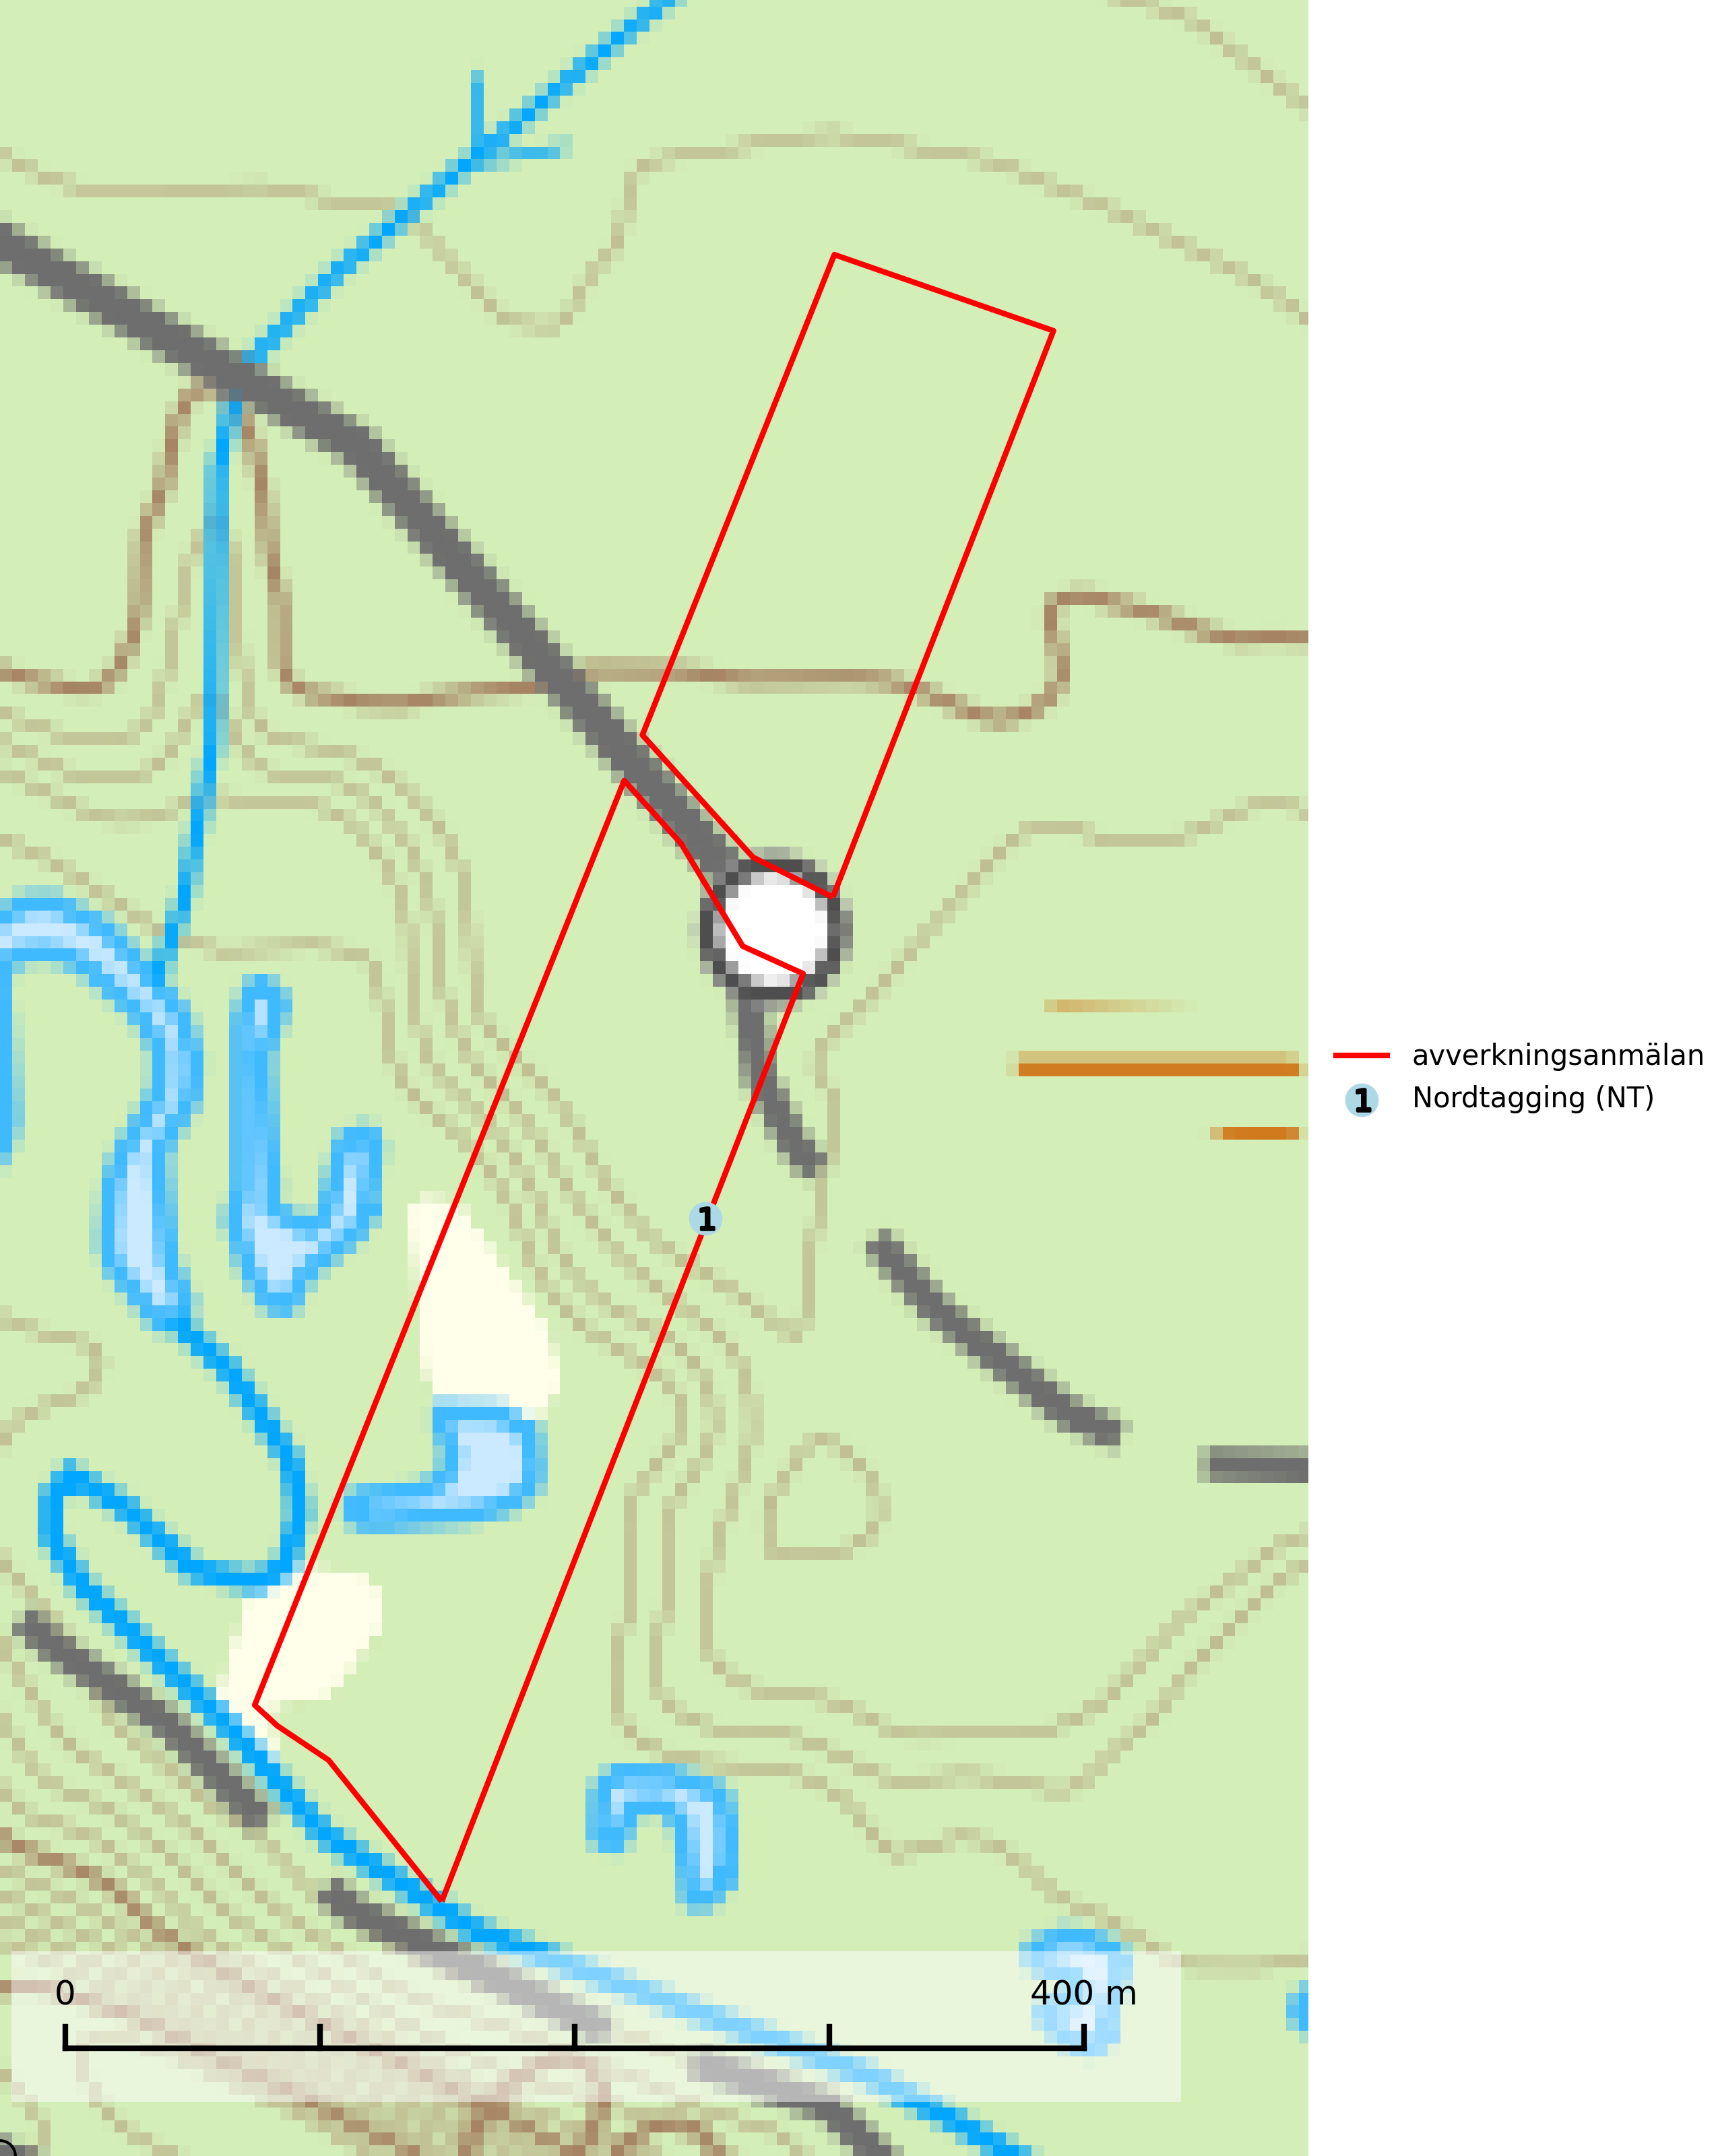 avverkningsanmälan
1 Nordtagging (NT)
1
0 400 m